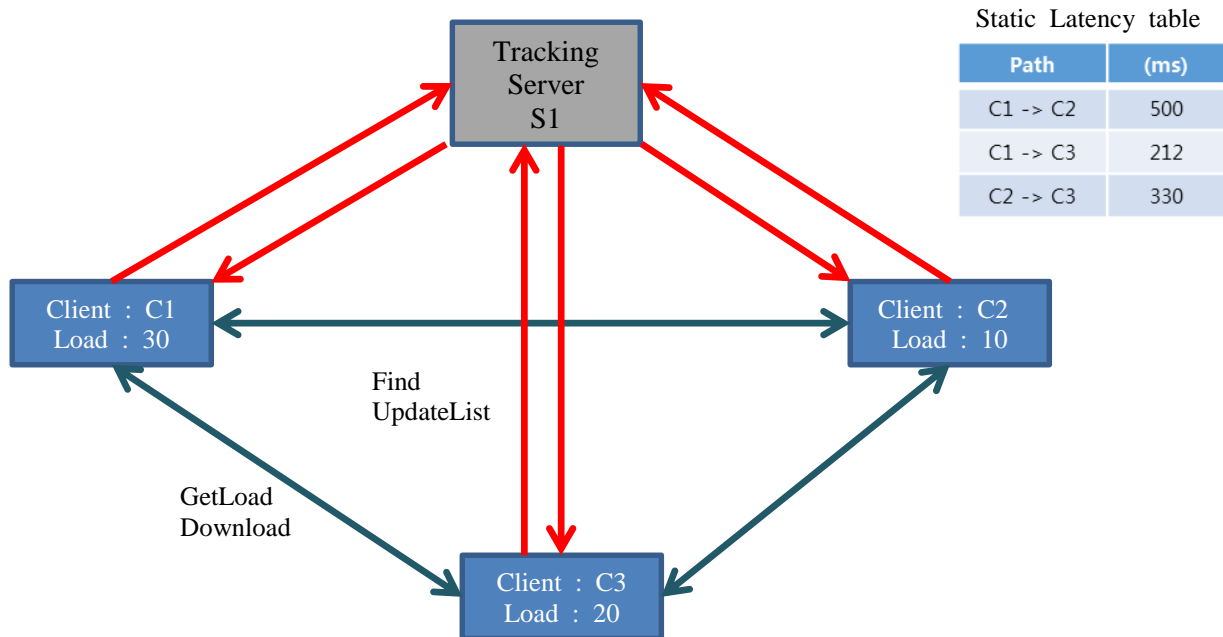 Static Latency table
Path (ms)
C1 -> C2 500
C1 -> C3 212
C2 -> C3 330
Tracking
Server
S1
Client : C1
Load : 30
Client : C2
Load : 10
Find
UpdateList
GetLoad
Download
Client : C3
Load : 20